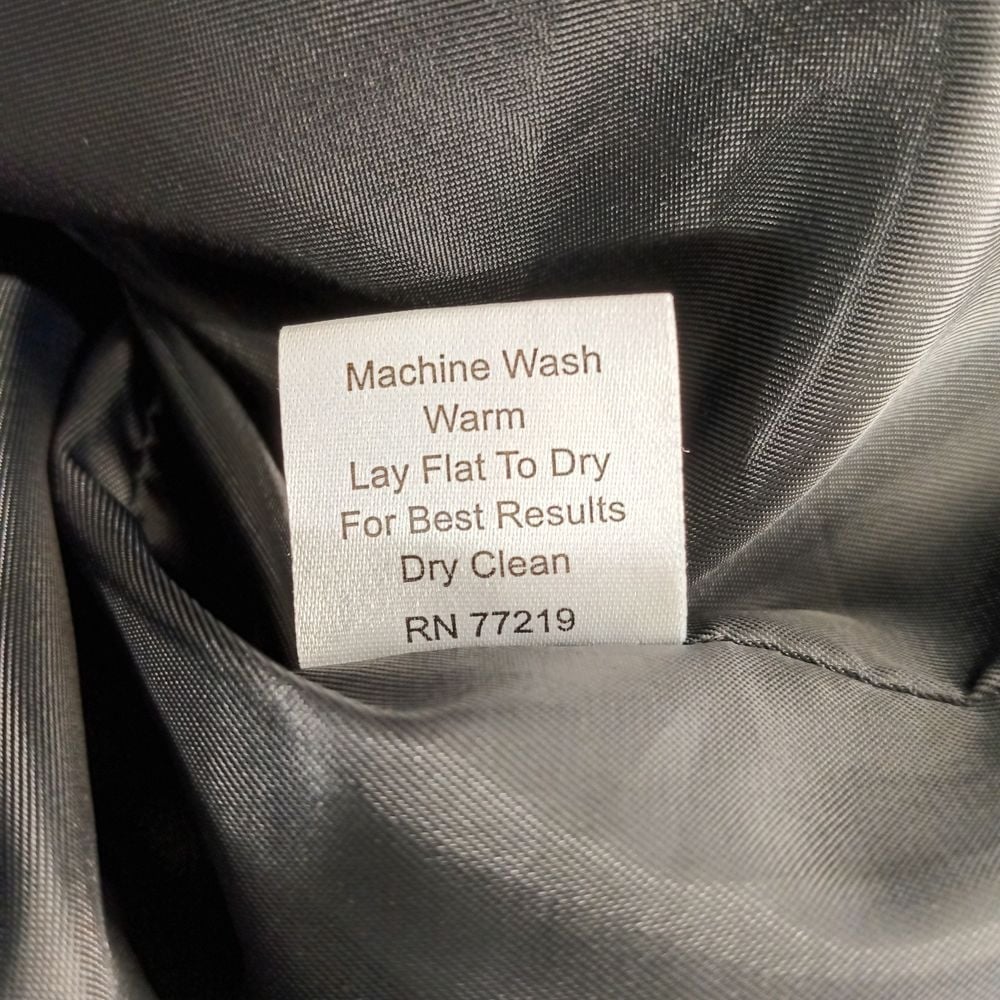 Machine Wash
Warm
Lay Flat To Dry
For Best Results
Dry Clean
RN 77219